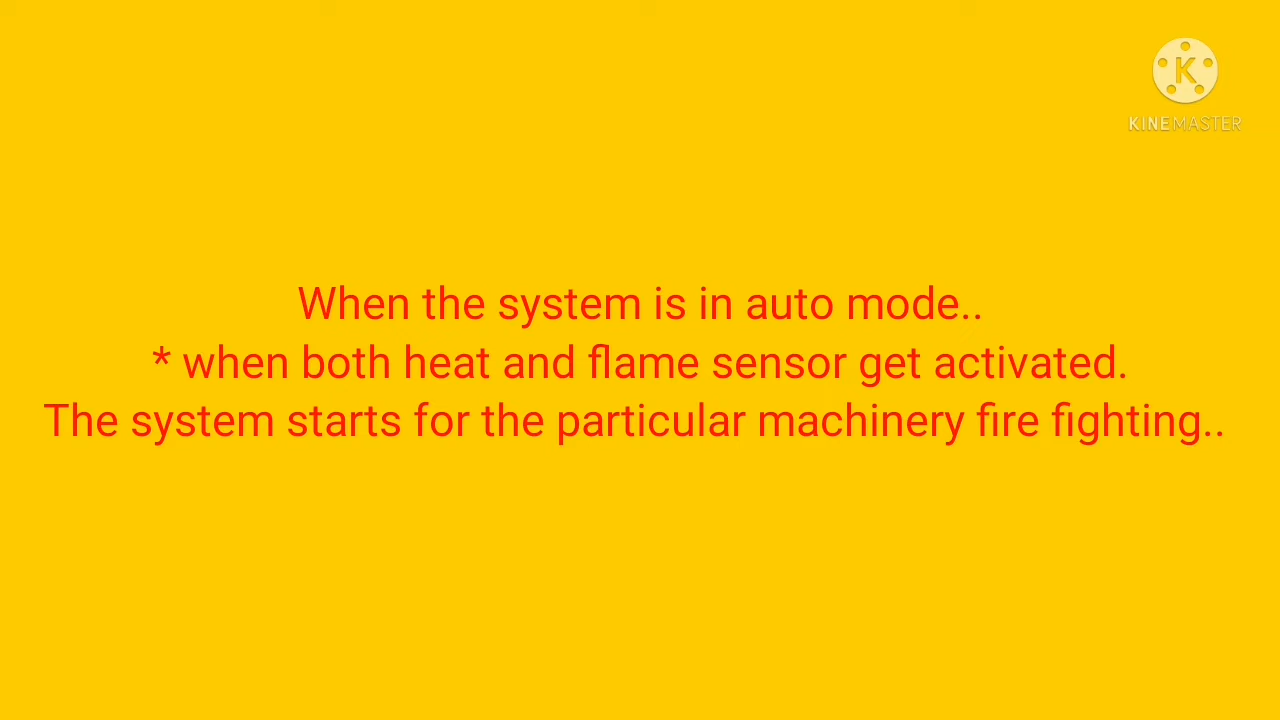 K
KINEMASTER
When the system is in auto mode..
* when both heat and flame sensor get activated.
The system starts for the particular machinery fire fighting..